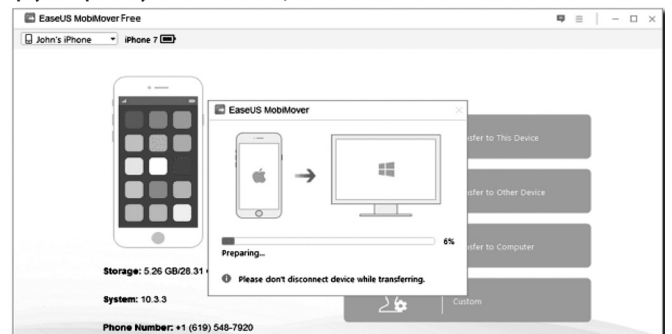 EaseUS MobiMover Free
John's iPhone
iPhone 7
EaseUS MobiMover
sfer to This Device
sfer to Other Device
sfer to Computer
6%
Preparing...
Please don't disconnect device while transferring.
Storage: 5.26 GB/28.31
System: 10.3.3
Custom
Phone Number: +1 (619) 548-7920